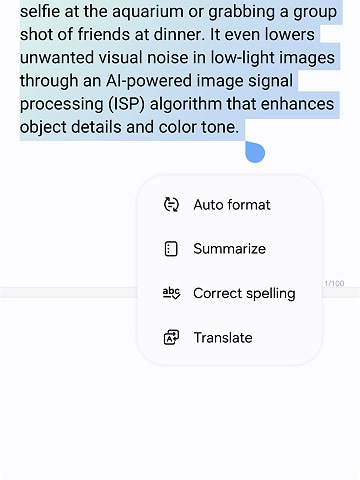 selfie at the aquarium or grabbing a group
shot of friends at dinner. It even lowers
unwanted visual noise in low-light images
through an AI-powered image signal
processing (ISP) algorithm that enhances
object details and color tone.
Auto format
Summarize
abc Correct spelling
1/100
A Translate